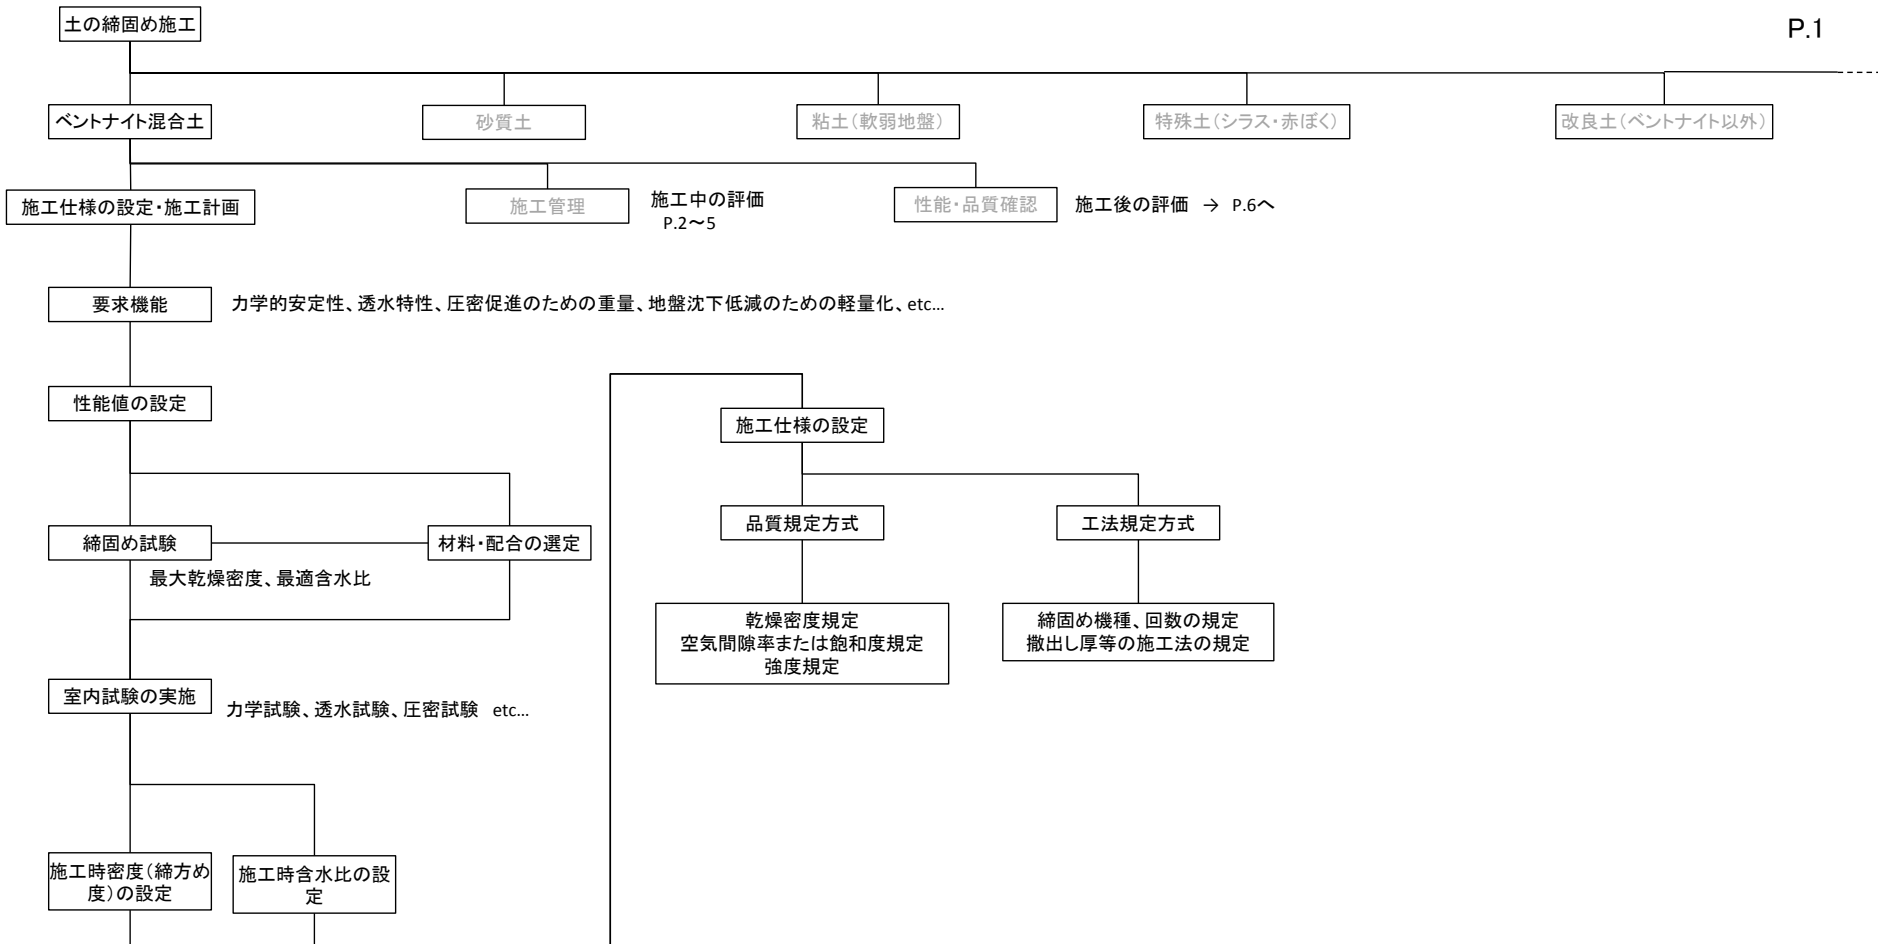 土の締固め施工
P.1
ベントナイト混合土
砂質土
粘土(軟弱地盤)
特殊土(シラス・赤ぼく)
改良土(ベントナイト以外)
施工仕様の設定・施工計画
施工管理
施工中の評価
P.2～5
性能・品質確認
施工後の評価 → P.6へ
要求機能
力学的安定性、透水特性、圧密促進のための重量、地盤沈下低減のための軽量化、etc…
性能値の設定
締固め試験
材料・配合の選定
最大乾燥密度、最適含水比
室内試験の実施
力学試験、透水試験、圧密試験 etc…
施工時密度(締方め
度)の設定
施工時含水比の設
定
施工仕様の設定
品質規定方式
工法規定方式
乾燥密度規定
空気間隙率または飽和度規定
強度規定
締固め機種、回数の規定
撒出し厚等の施工法の規定